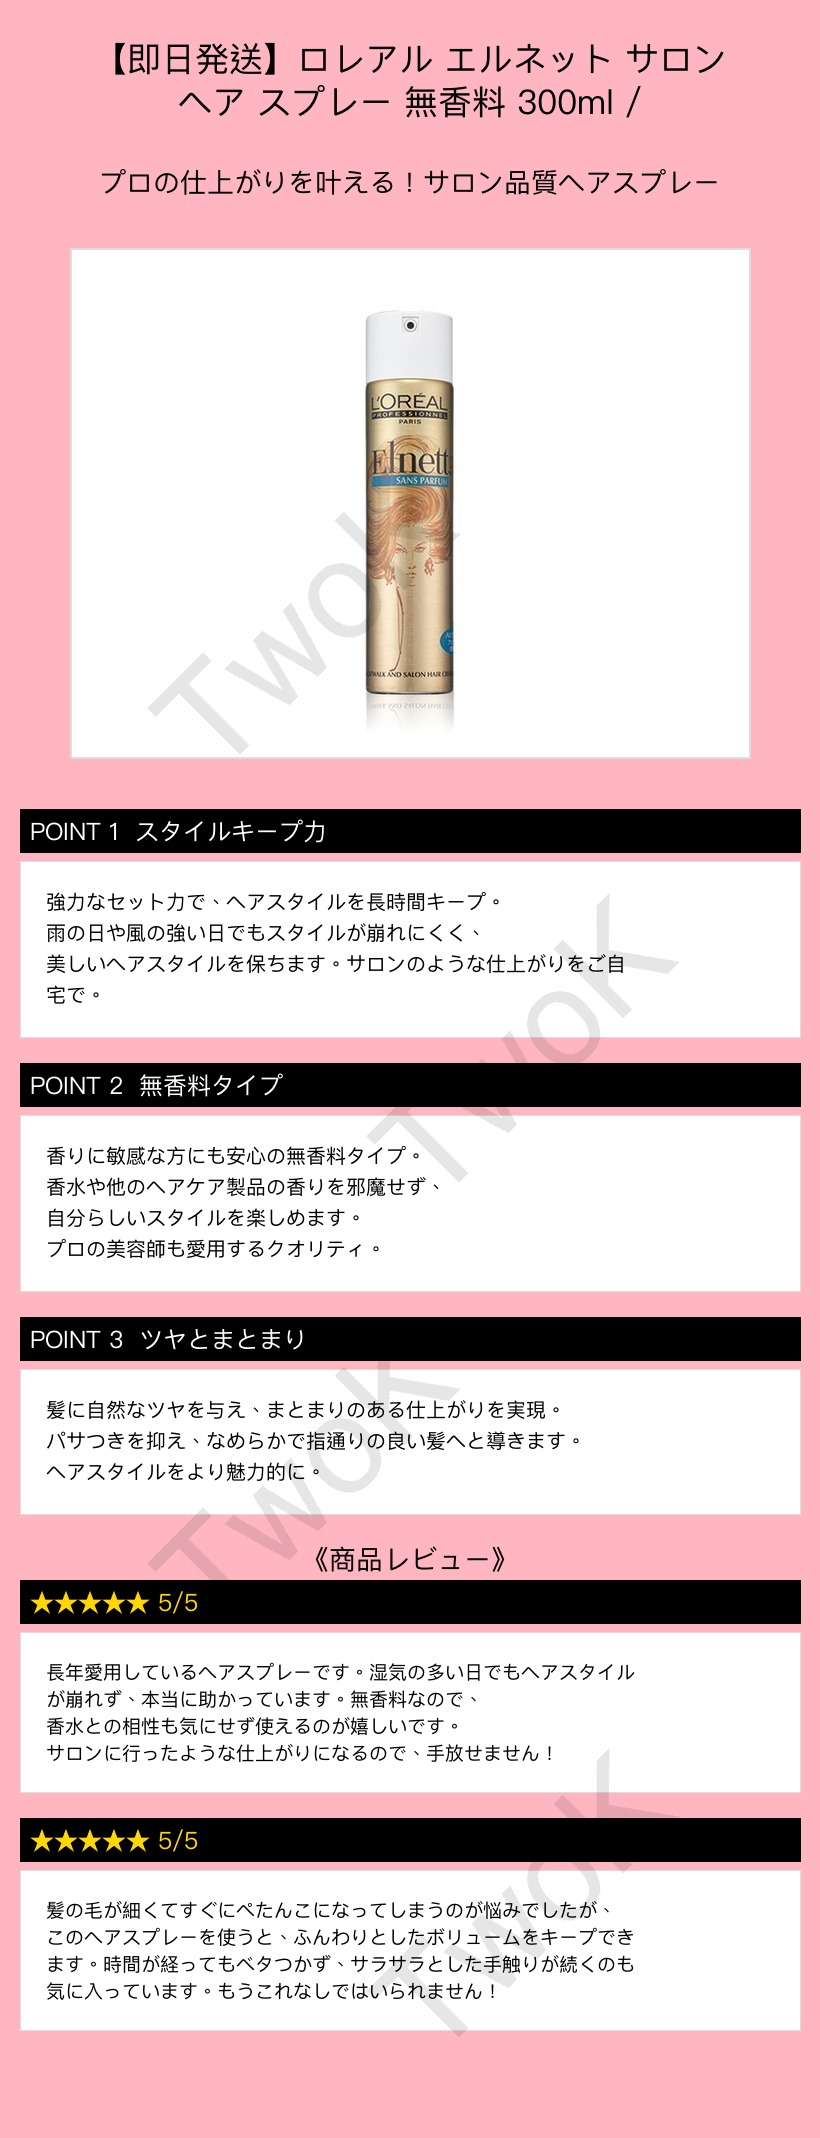 【即日発送】ロレアル エルネット サロン
ヘア スプレー 無香料 300ml /
プロの仕上がりを叶える！サロン品質ヘアスプレー
L'ORÉAL
PROFESSIONNEL
PARIS
Elnett
SANS PARFUM
CATWALK AND SALON HAIR
TwoK
POINT 1 スタイルキープ力
強力なセット力で、ヘアスタイルを長時間キープ。
雨の日や風の強い日でもスタイルが崩れにくく、
美しいヘアスタイルを保ちます。サロンのような仕上がりをご自
宅で。
TwoK
POINT 2 無香料タイプ
香りに敏感な方にも安心の無香料タイプ。
香水や他のヘアケア製品の香りを邪魔せず、
自分らしいスタイルを楽しめます。
プロの美容師も愛用するクオリティ。
POINT 3 ツヤとまとまり
髪に自然なツヤを与え、まとまりのある仕上がりを実現。
パサつきを抑え、なめらかで指通りの良い髪へと導きます。
ヘアスタイルをより魅力的に。
TwoK
《商品レビュー》
★★★★★ 5/5
長年愛用しているヘアスプレーです。湿気の多い日でもヘアスタイル
が崩れず、本当に助かっています。無香料なので、
香水との相性も気にせず使えるのが嬉しいです。
サロンに行ったような仕上がりになるので、手放せません！
★★★★★ 5/5
髪の毛が細くてすぐにぺたんこになってしまうのが悩みでしたが、
このヘアスプレーを使うと、ふんわりとしたボリュームをキープでき
ます。時間が経ってもベタつかず、サラサラとした手触りが続くのも
気に入っています。もうこれなしではいられません！
TwoK